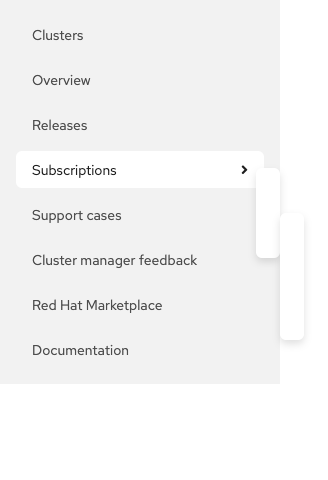 Clusters
Overview
Releases
Subscriptions
Support cases
Cluster manager feedback
Red Hat Marketplace
Documentation